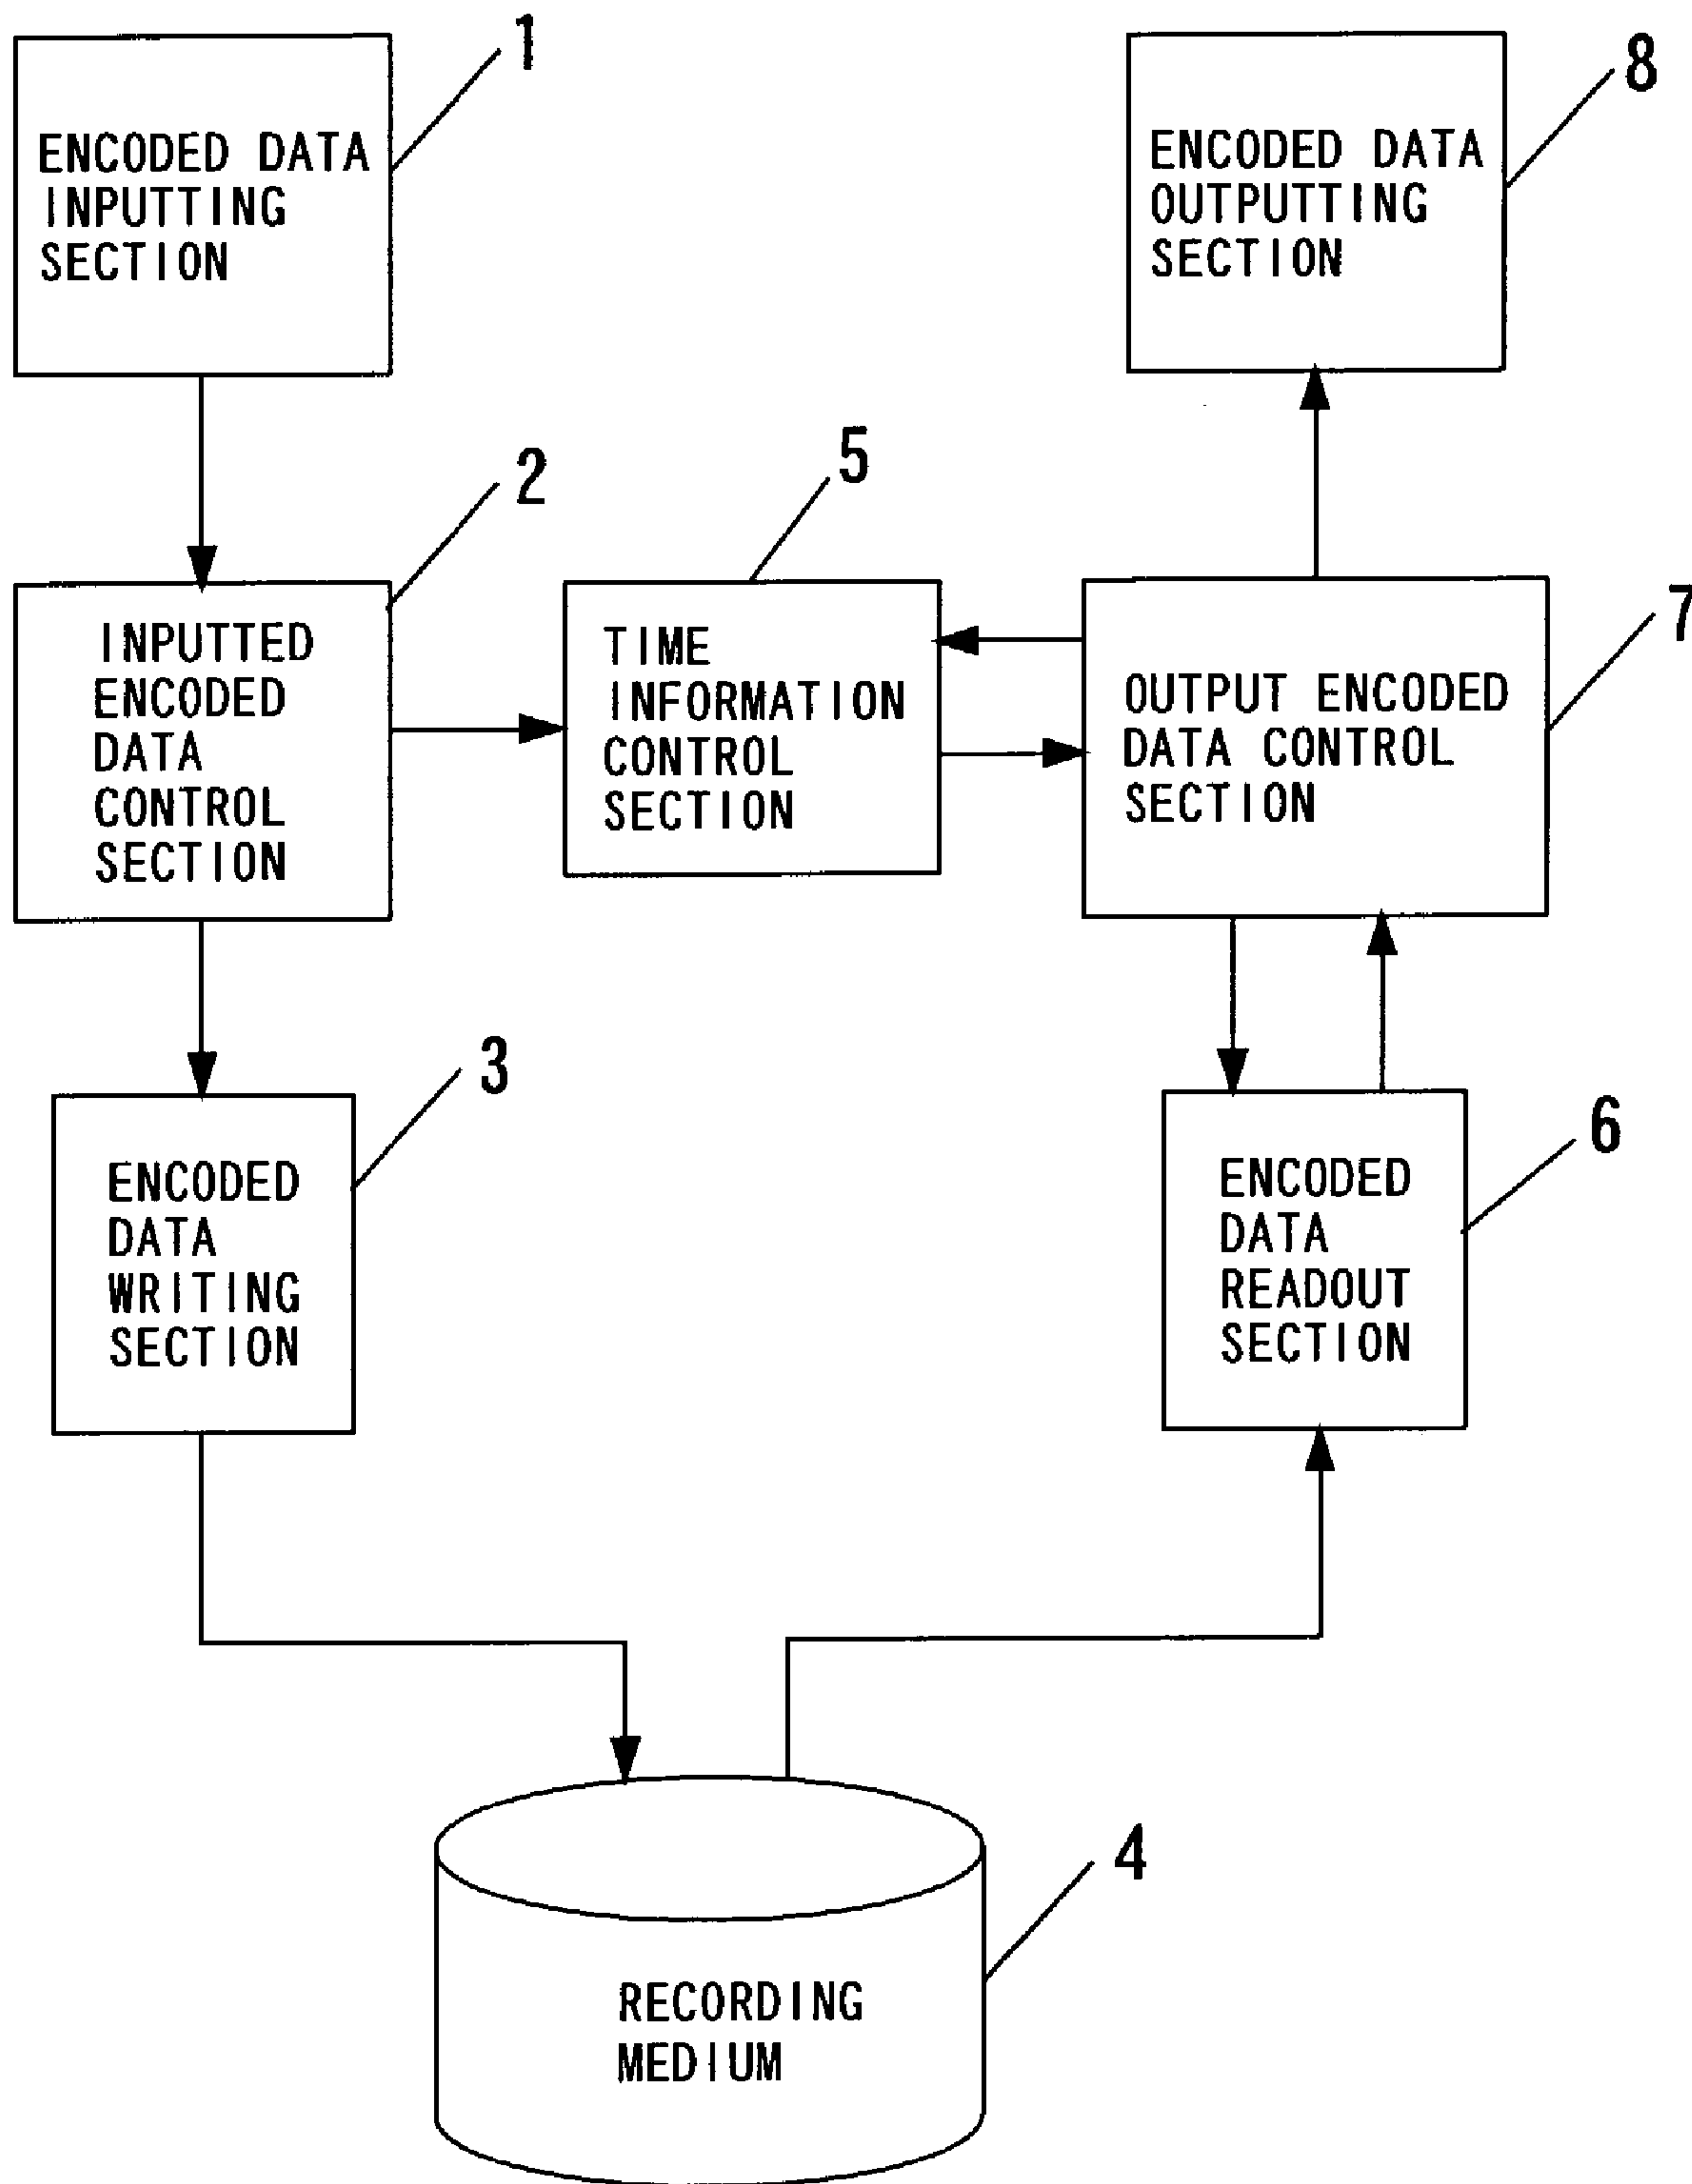 1
ENCODED DATA
INPUTTING
SECTION
8
ENCODED DATA
OUTPUTTING
SECTION
2
INPUTTED
ENCODED
DATA
CONTROL
SECTION
5
TIME
INFORMATION
CONTROL
SECTION
7
OUTPUT ENCODED
DATA CONTROL
SECTION
3
ENCODED
DATA
WRITING
SECTION
6
ENCODED
DATA
READOUT
SECTION
4
RECORDING
MEDIUM